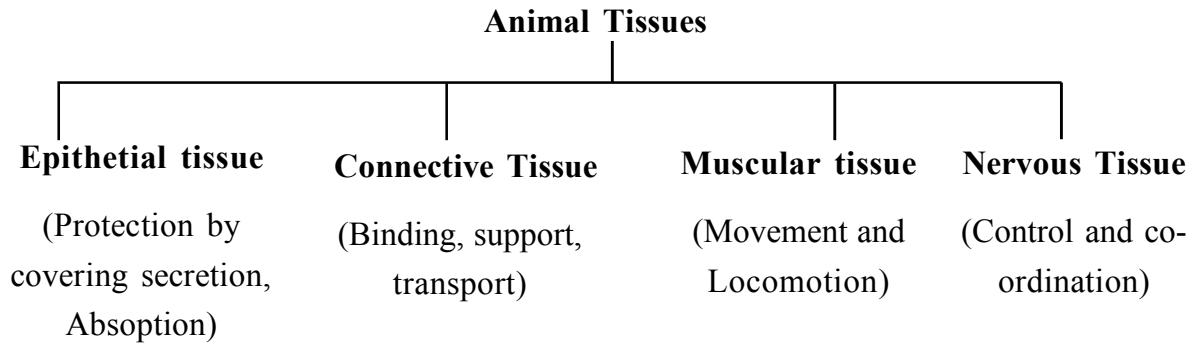 Animal Tissues
Epithetial tissue
(Protection by
covering secretion,
Absoption)
Connective Tissue
(Binding, support,
transport)
Muscular tissue
(Movement and
Locomotion)
Nervous Tissue
(Control and co-
ordination)